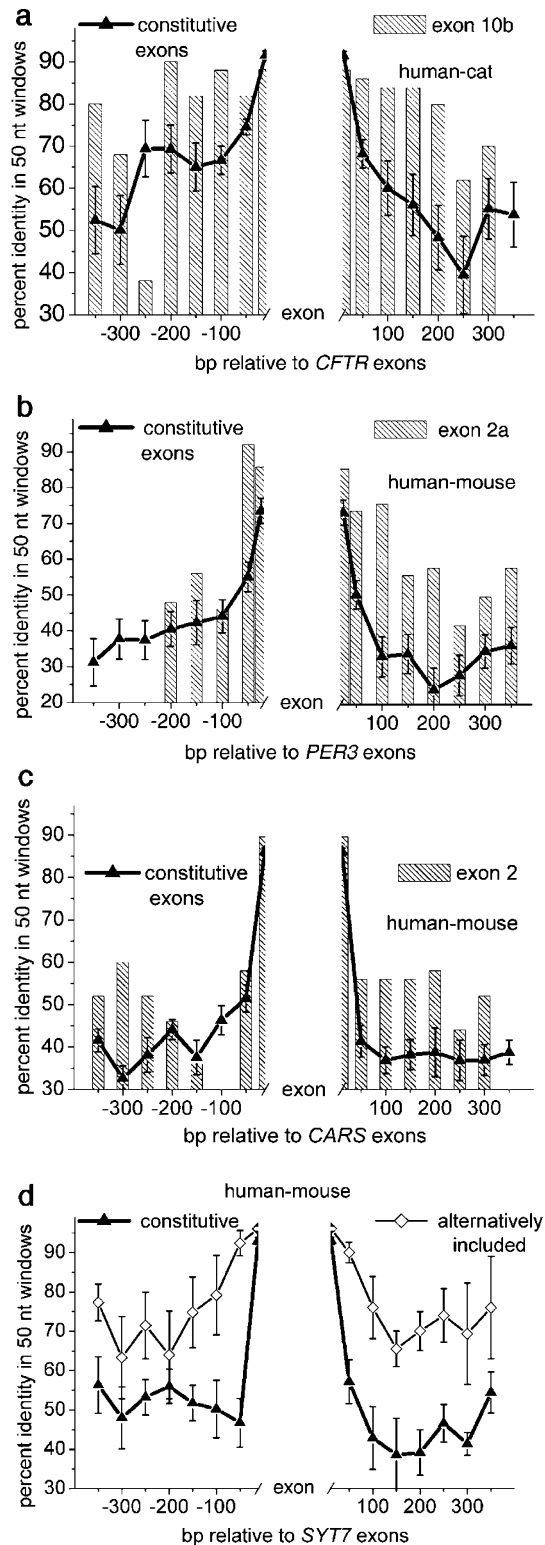 a
constitutive
exons
exon 10b
human-cat
percent identity in 50 nt windows
90
80
70
60
50
40
30
-300 -200 -100 exon 100 200 300
bp relative to CFTR exons
b
constitutive
exons
exon 2a
human-mouse
percent identity in 50 nt windows
90
80
70
60
50
40
30
20
-300 -200 -100 exon 100 200 300
bp relative to PER3 exons
c
constitutive
exons
exon 2
human-mouse
percent identity in 50 nt windows
90
80
70
60
50
40
30
-300 -200 -100 exon 100 200 300
bp relative to CARS exons
d
human-mouse
constitutive
alternatively
included
percent identity in 50 nt windows
90
80
70
60
50
40
30
-300 -200 -100 exon 100 200 300
bp relative to SYT7 exons